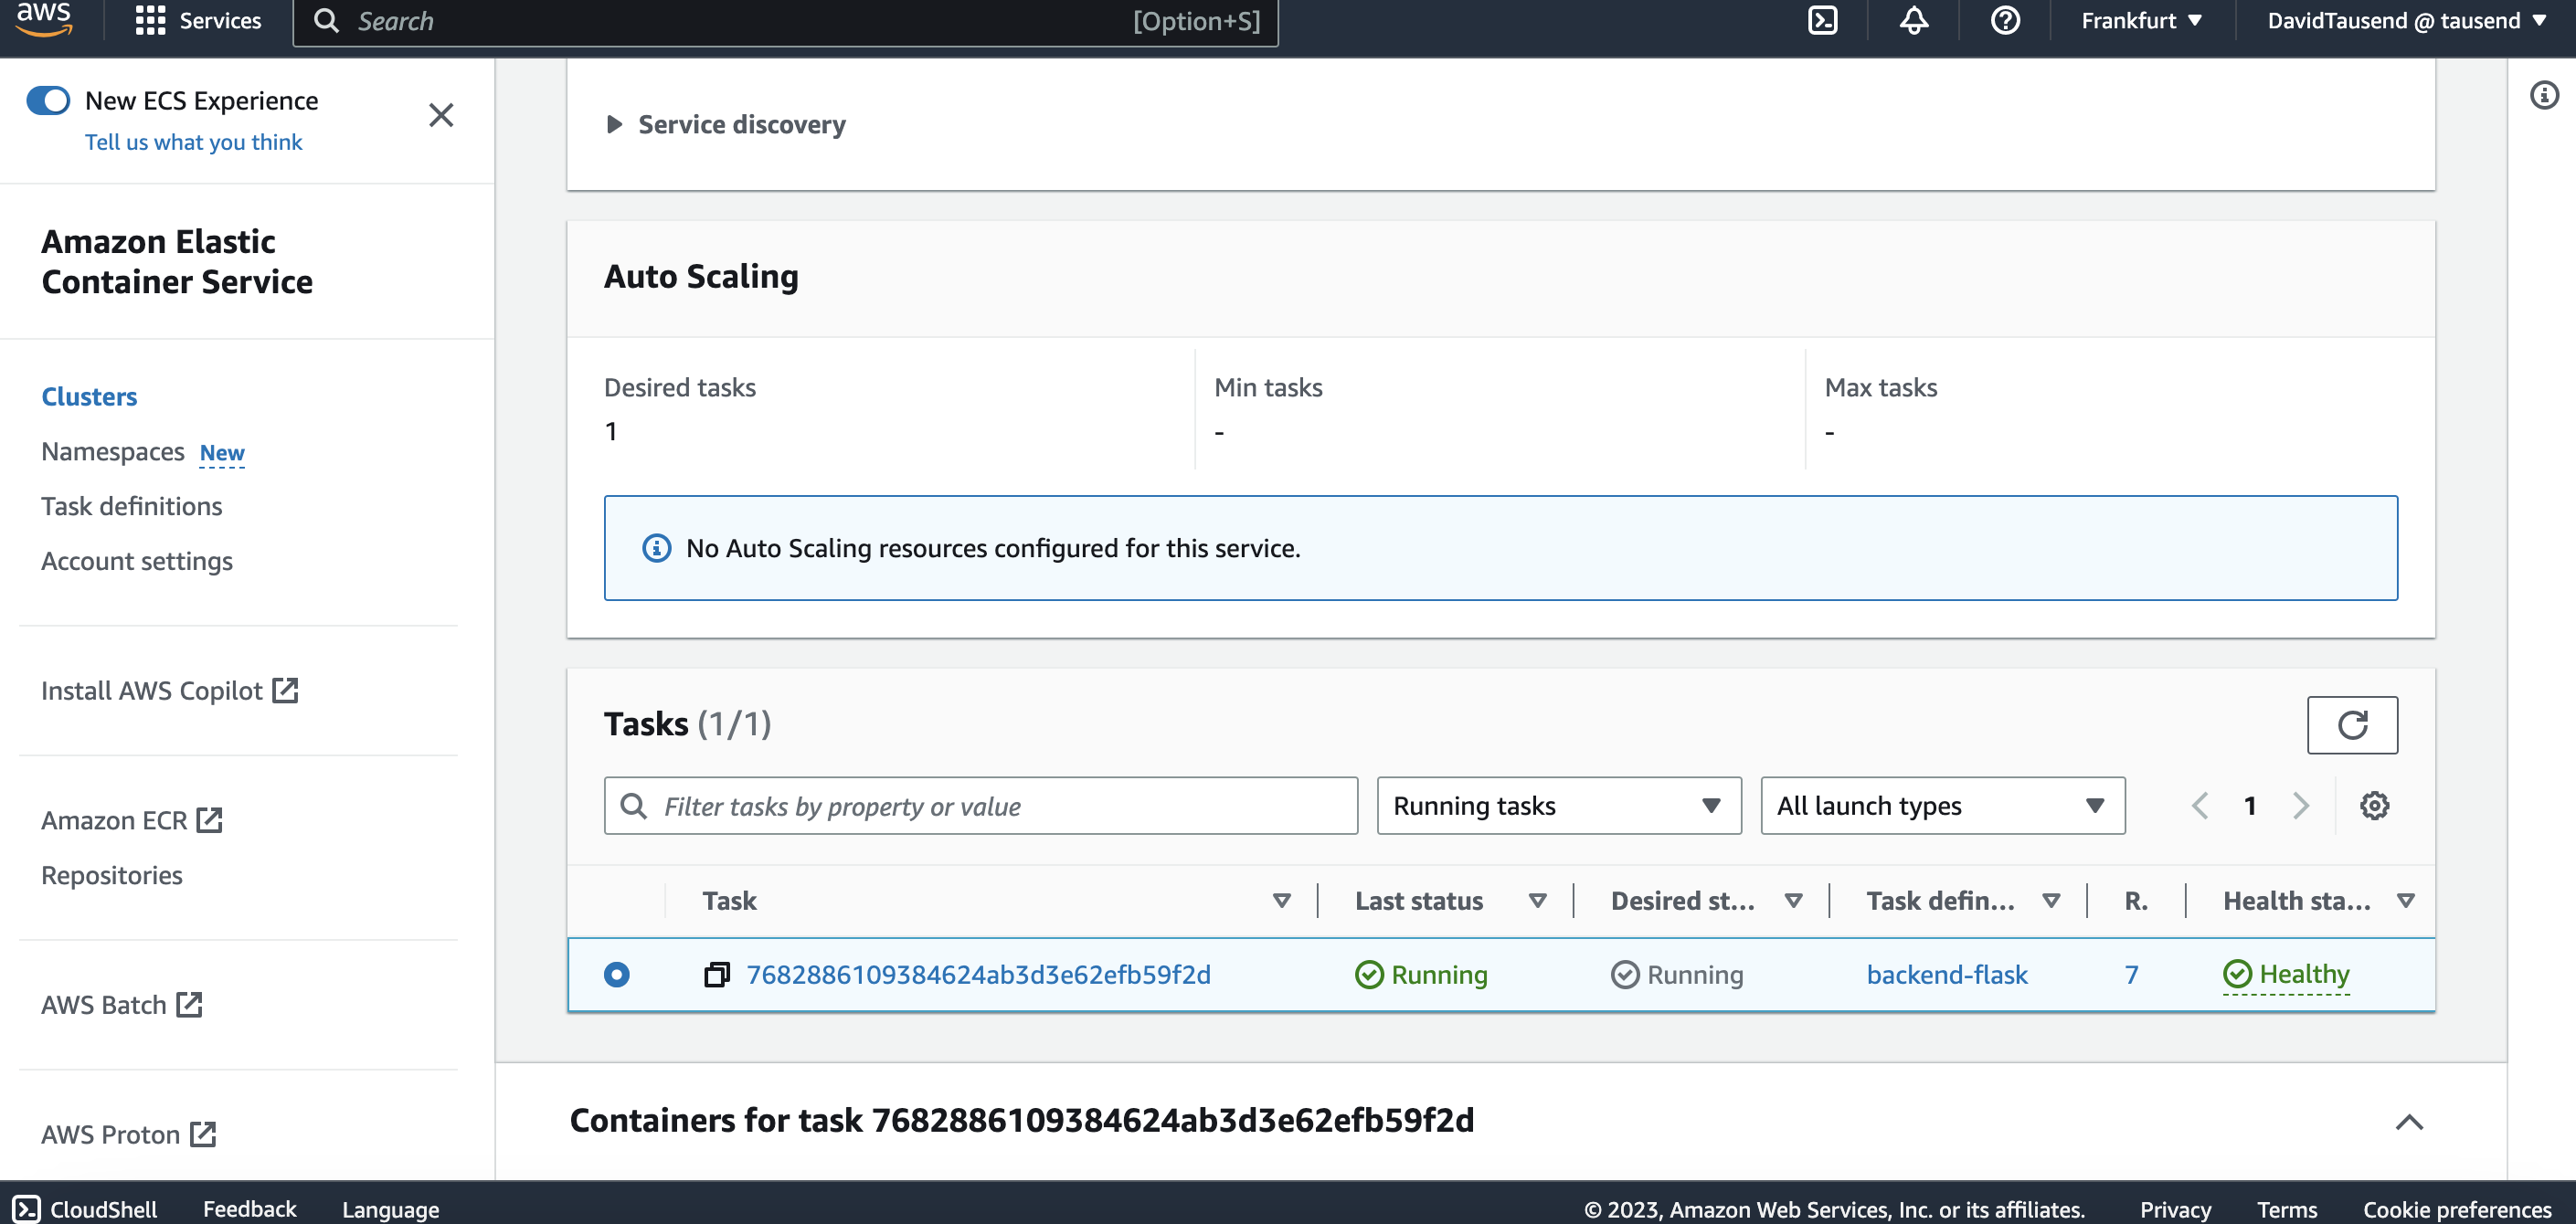 aws
Services
Search [Option+S]
Frankfurt
DavidTausend @ tausend
New ECS Experience
Tell us what you think
Amazon Elastic
Container Service
Clusters
Namespaces New
Task definitions
Account settings
Install AWS Copilot
Amazon ECR
Repositories
AWS Batch
AWS Proton
Service discovery
Auto Scaling
Desired tasks
1
Min tasks
-
Max tasks
-
No Auto Scaling resources configured for this service.
Tasks (1/1)
Filter tasks by property or value
Running tasks
All launch types
1
Task Last status Desired st... Task defin... R. Health sta...
7682886109384624ab3d3e62efb59f2d Running Running backend-flask 7 Healthy
Containers for task 7682886109384624ab3d3e62efb59f2d
CloudShell Feedback Language
© 2023, Amazon Web Services, Inc. or its affiliates. Privacy Terms Cookie preferences